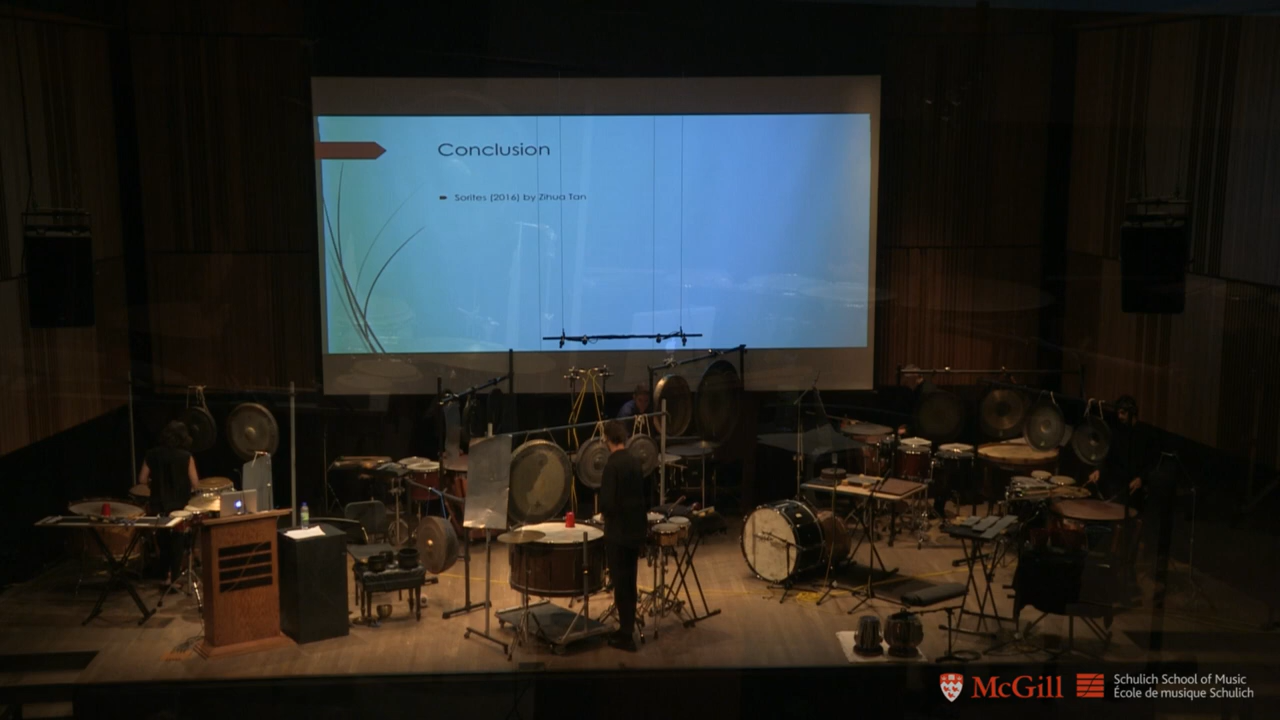 Conclusion
Sorites (2016) by Zihua Tan
McGill
Schulich School of Music
École de musique Schulich